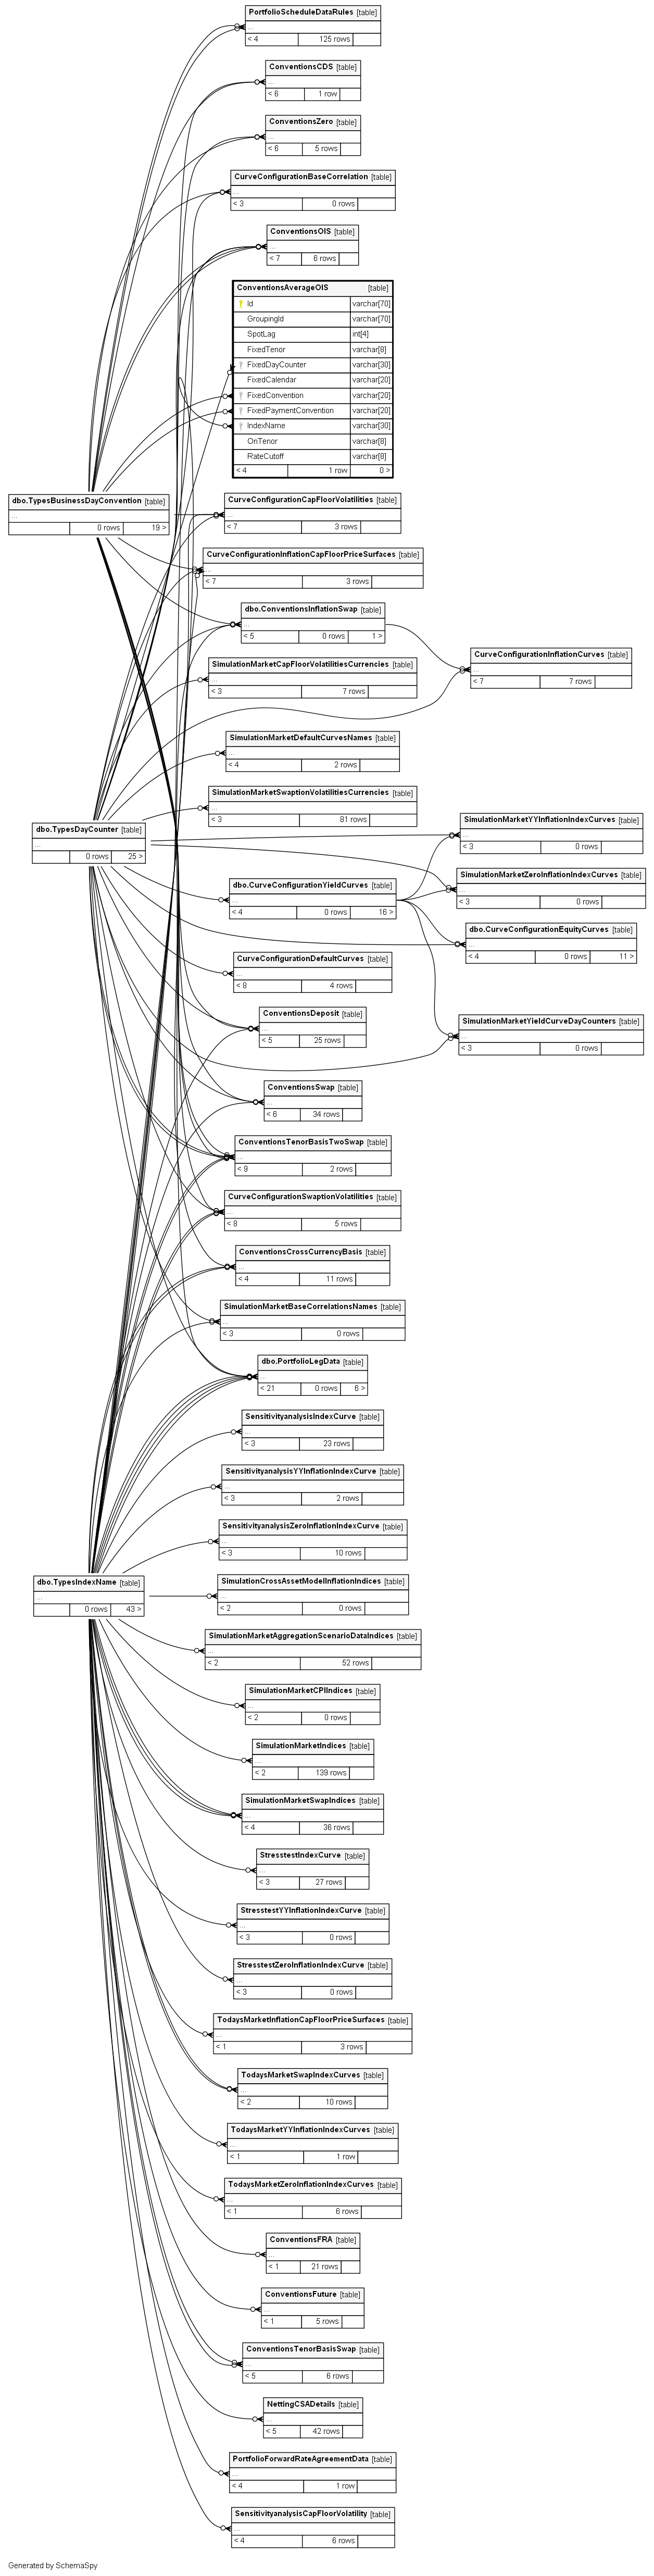 PortfolioScheduleDataRules [table]
...
< 4 125 rows
ConventionsCDS [table]
...
< 6 1 row
ConventionsZero [table]
...
< 6 5 rows
CurveConfigurationBaseCorrelation [table]
...
< 3 0 rows
ConventionsOIS [table]
...
< 7 6 rows
ConventionsAverageOIS [table]
Id varchar[70]
GroupingId varchar[70]
SpotLag int[4]
FixedTenor varchar[8]
FixedDayCounter varchar[30]
FixedCalendar varchar[20]
FixedConvention varchar[20]
FixedPaymentConvention varchar[20]
IndexName varchar[30]
OnTenor varchar[8]
RateCutoff varchar[8]
< 4 1 row 0 >
dbo.TypesBusinessDayConvention [table]
...
0 rows 19 >
CurveConfigurationCapFloorVolatilities [table]
...
< 7 3 rows
CurveConfigurationInflationCapFloorPriceSurfaces [table]
...
< 7 3 rows
dbo.ConventionsInflationSwap [table]
...
< 5 0 rows 1 >
CurveConfigurationInflationCurves [table]
...
< 7 7 rows
SimulationMarketCapFloorVolatilitiesCurrencies [table]
...
< 3 7 rows
SimulationMarketDefaultCurvesNames [table]
...
< 4 2 rows
SimulationMarketSwaptionVolatilitiesCurrencies [table]
...
< 3 81 rows
dbo.TypesDayCounter [table]
...
0 rows 25 >
SimulationMarketYYInflationIndexCurves [table]
...
< 3 0 rows
SimulationMarketZeroInflationIndexCurves [table]
...
< 3 0 rows
dbo.CurveConfigurationYieldCurves [table]
...
< 4 0 rows 16 >
dbo.CurveConfigurationEquityCurves [table]
...
< 4 0 rows 11 >
CurveConfigurationDefaultCurves [table]
...
< 8 4 rows
ConventionsDeposit [table]
...
< 5 25 rows
SimulationMarketYieldCurveDayCounters [table]
...
< 3 0 rows
ConventionsSwap [table]
...
< 6 34 rows
ConventionsTenorBasisTwoSwap [table]
...
< 9 2 rows
CurveConfigurationSwaptionVolatilities [table]
...
< 8 5 rows
ConventionsCrossCurrencyBasis [table]
...
< 4 11 rows
SimulationMarketBaseCorrelationsNames [table]
...
< 3 0 rows
dbo.PortfolioLegData [table]
...
< 21 0 rows 6 >
SensitivityanalysisIndexCurve [table]
...
< 3 23 rows
SensitivityanalysisYYInflationIndexCurve [table]
...
< 3 2 rows
SensitivityanalysisZeroInflationIndexCurve [table]
...
< 3 10 rows
dbo.TypesIndexName [table]
...
0 rows 43 >
SimulationCrossAssetModelInflationIndices [table]
...
< 2 0 rows
SimulationMarketAggregationScenarioDataIndices [table]
...
< 2 52 rows
SimulationMarketCPIIndices [table]
...
< 2 0 rows
SimulationMarketIndices [table]
...
< 2 139 rows
SimulationMarketSwapIndices [table]
...
< 4 36 rows
StresstestIndexCurve [table]
...
< 3 27 rows
StresstestYYInflationIndexCurve [table]
...
< 3 0 rows
StresstestZeroInflationIndexCurve [table]
...
< 3 0 rows
TodaysMarketInflationCapFloorPriceSurfaces [table]
...
< 1 3 rows
TodaysMarketSwapIndexCurves [table]
...
< 2 10 rows
TodaysMarketYYInflationIndexCurves [table]
...
< 1 1 row
TodaysMarketZeroInflationIndexCurves [table]
...
< 1 6 rows
ConventionsFRA [table]
...
< 1 21 rows
ConventionsFuture [table]
...
< 1 5 rows
ConventionsTenorBasisSwap [table]
...
< 5 6 rows
NettingCSADetails [table]
...
< 5 42 rows
PortfolioForwardRateAgreementData [table]
...
< 4 1 row
SensitivityanalysisCapFloorVolatility [table]
...
< 4 6 rows
Generated by SchemaSpy